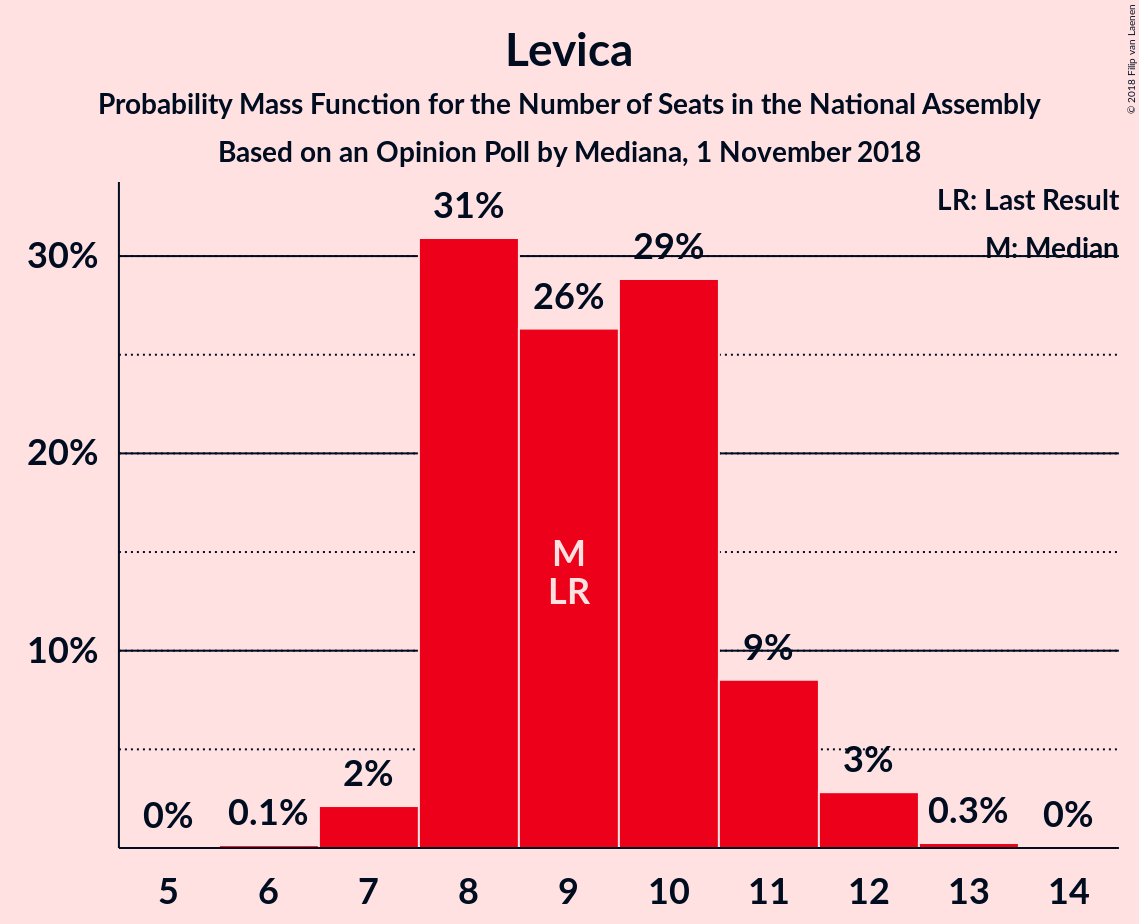 Levica
Probability Mass Function for the Number of Seats in the National Assembly
Based on an Opinion Poll by Mediana, 1 November 2018
© 2018 Filip van Laenen
LR: Last Result
M: Median
30%
20%
10%
0%
0.1%
2%
31%
26%
29%
9%
3%
0.3%
0%
M
LR
5 6 7 8 9 10 11 12 13 14